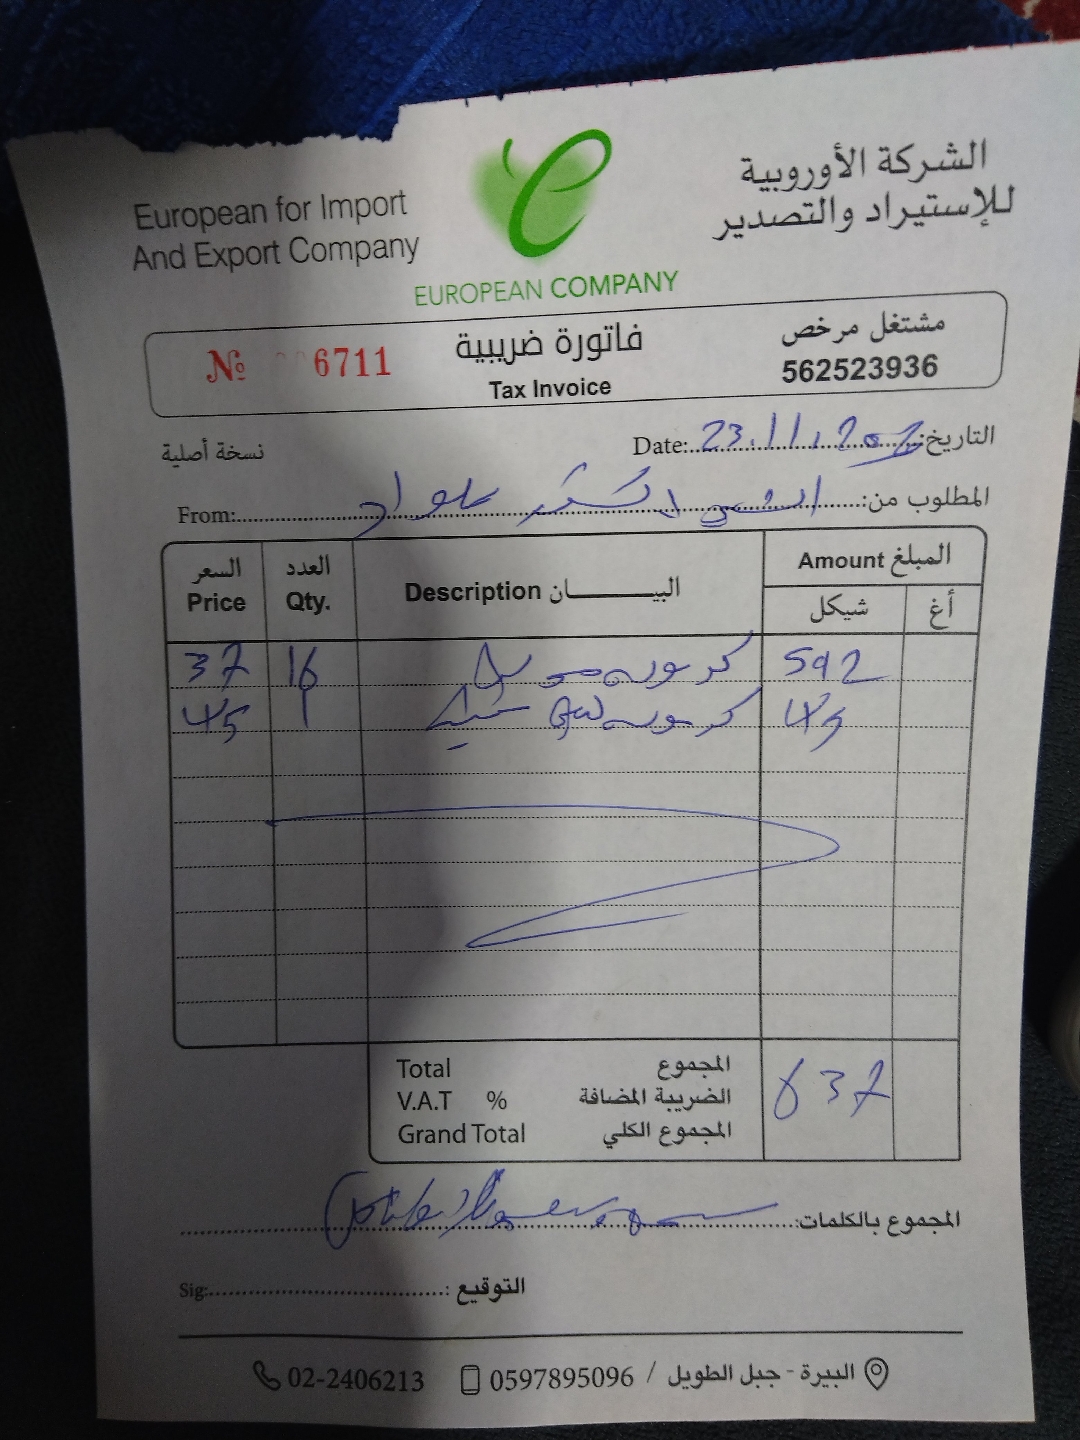 European for Import
And Export Company
EUROPEAN COMPANY
الشركة الأوروبية
للإستيراد والتصدير
№ 6711
فاتورة ضريبية
Tax Invoice
مشتغل مرخص
562523936
نسخة أصلية
Date: 23.11. التاريخ:
From: المطلوب من:
السعر العدد البيـــــــان المبلغ Amount
Price Qty. Description شيكل أغ
37 16 كرتونة 592
45 1 كرتونة 45
Total المجموع
V.A.T % الضريبة المضافة
Grand Total المجموع الكلي
637
المجموع بالكلمات:
Sig: التوقيع :
02-2406213 0597895096 / البيرة - جبل الطويل